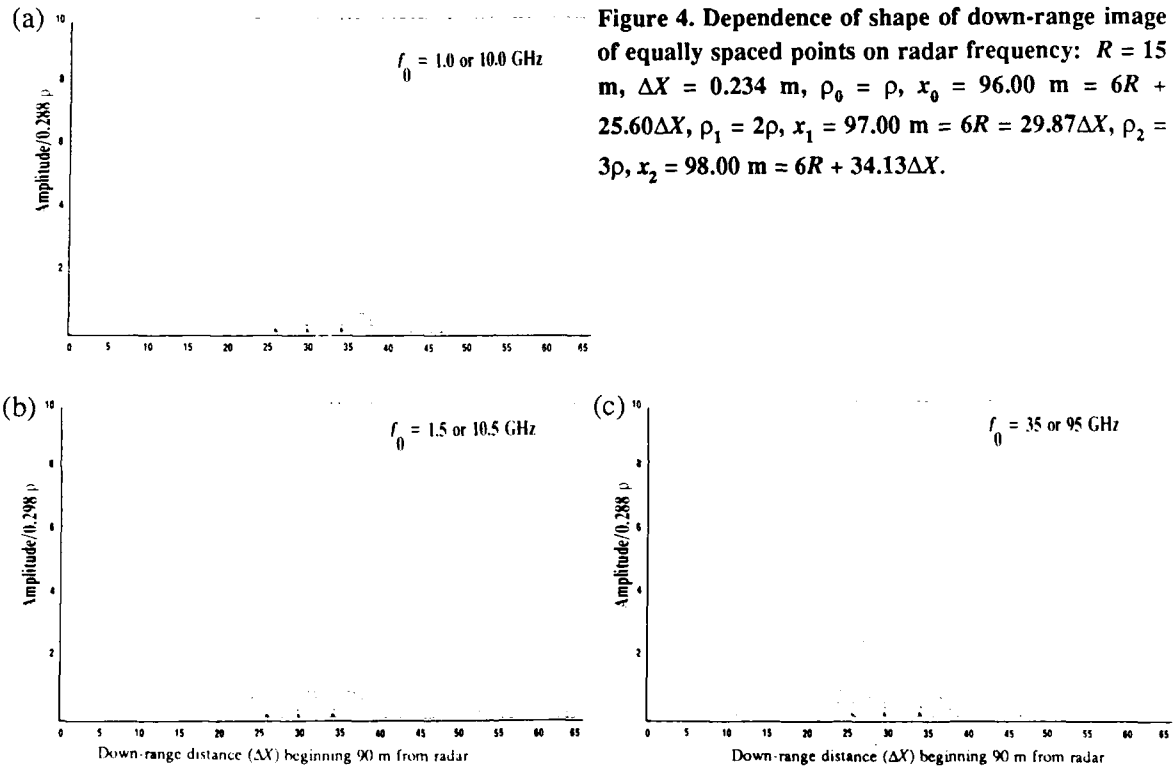 (a)
10
8
6
4
2
Amplitude/0.288 ρ
f0 = 1.0 or 10.0 GHz
0 5 10 15 20 25 30 35 40 45 50 55 60 65
Figure 4. Dependence of shape of down-range image
of equally spaced points on radar frequency: R = 15
m, ΔX = 0.234 m, ρ0 = ρ, x0 = 96.00 m = 6R +
25.60ΔX, ρ1 = 2ρ, x1 = 97.00 m = 6R = 29.87ΔX, ρ2 =
3ρ, x2 = 98.00 m = 6R + 34.13ΔX.
(b)
10
8
6
4
2
Amplitude/0.298 ρ
f0 = 1.5 or 10.5 GHz
0 5 10 15 20 25 30 35 40 45 50 55 60 65
Down-range distance (ΔX) beginning 90 m from radar
(c)
10
8
6
4
2
Amplitude/0.288 ρ
f0 = 35 or 95 GHz
0 5 10 15 20 25 30 35 40 45 50 55 60 65
Down-range distance (ΔX) beginning 90 m from radar